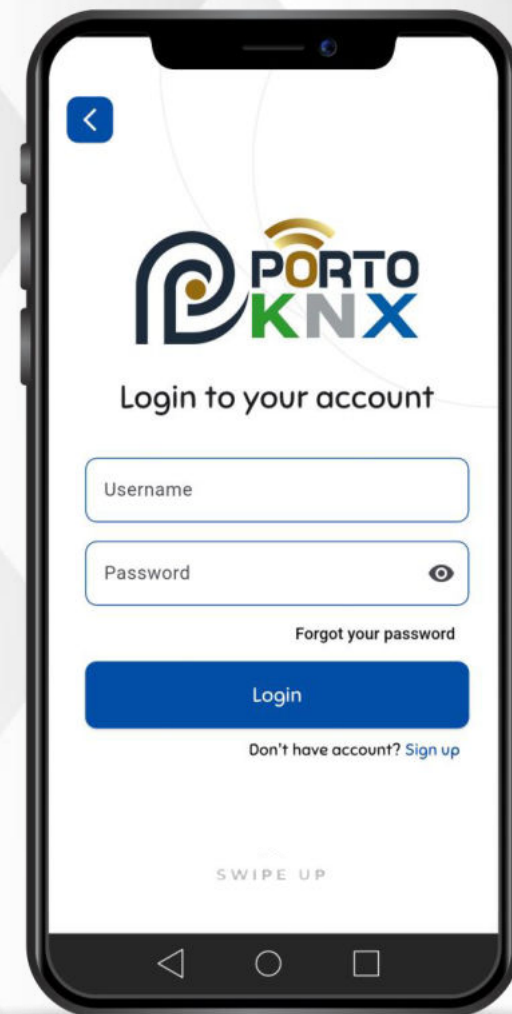 PORTO
KNX
Login to your account
Username
Password
Forgot your password
Login
Don't have account? Sign up
SWIPE UP